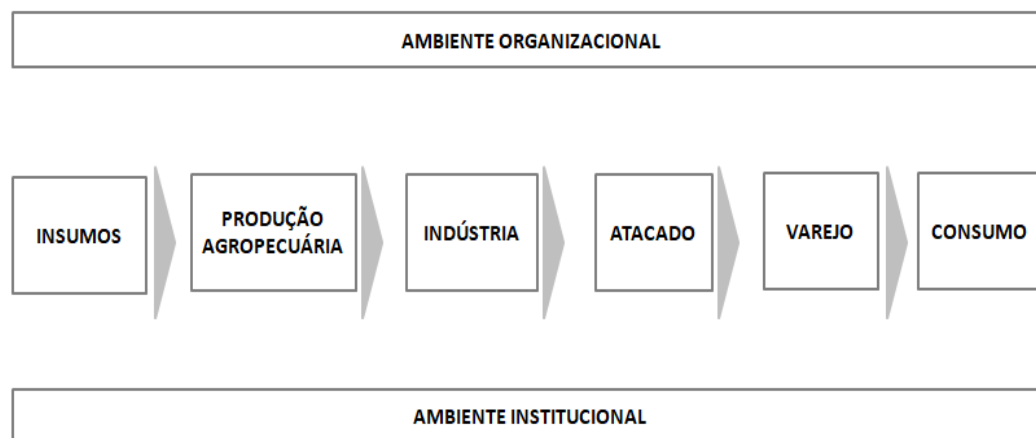 AMBIENTE ORGANIZACIONAL
INSUMOS
PRODUÇÃO
AGROPECUÁRIA
INDÚSTRIA
ATACADO
VAREJO
CONSUMO
AMBIENTE INSTITUCIONAL